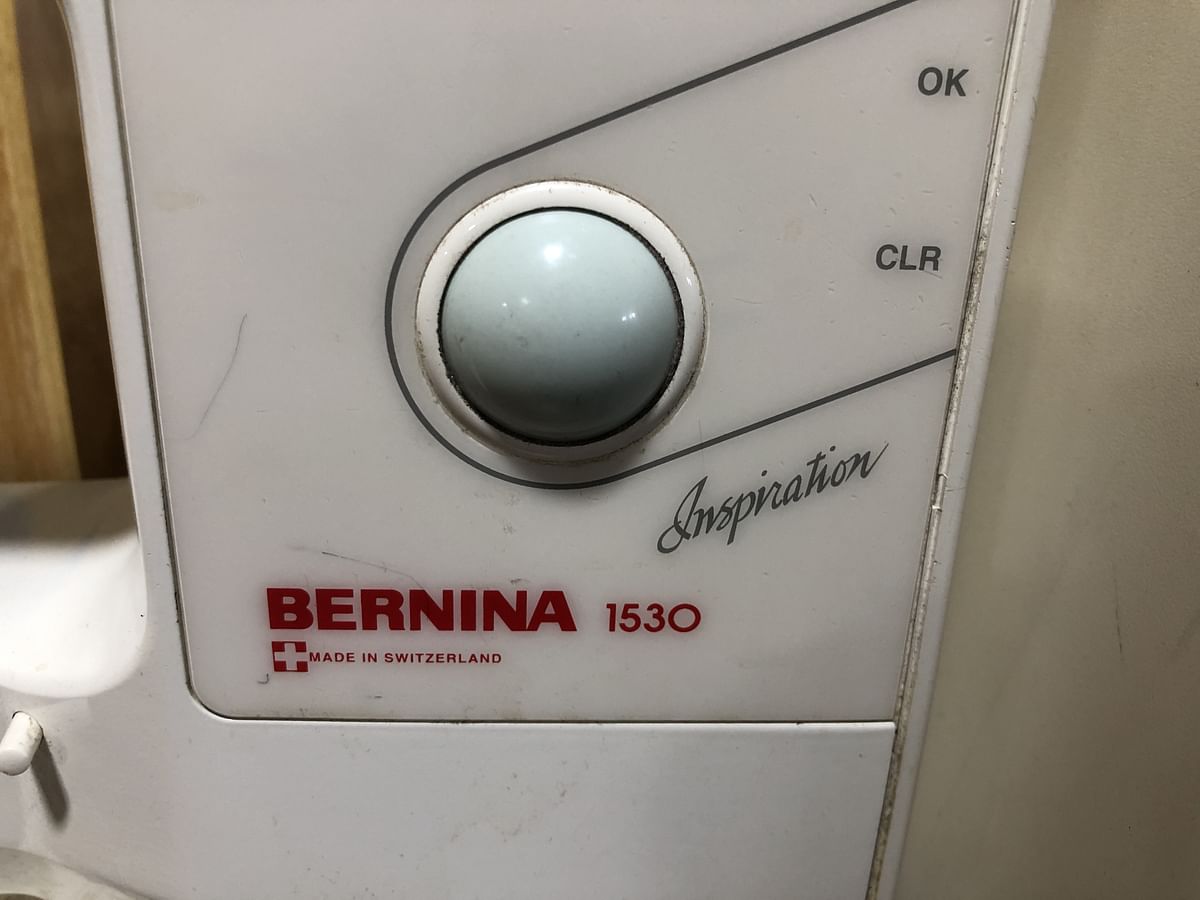 OK
CLR
Inspiration
BERNINA 1530
MADE IN SWITZERLAND